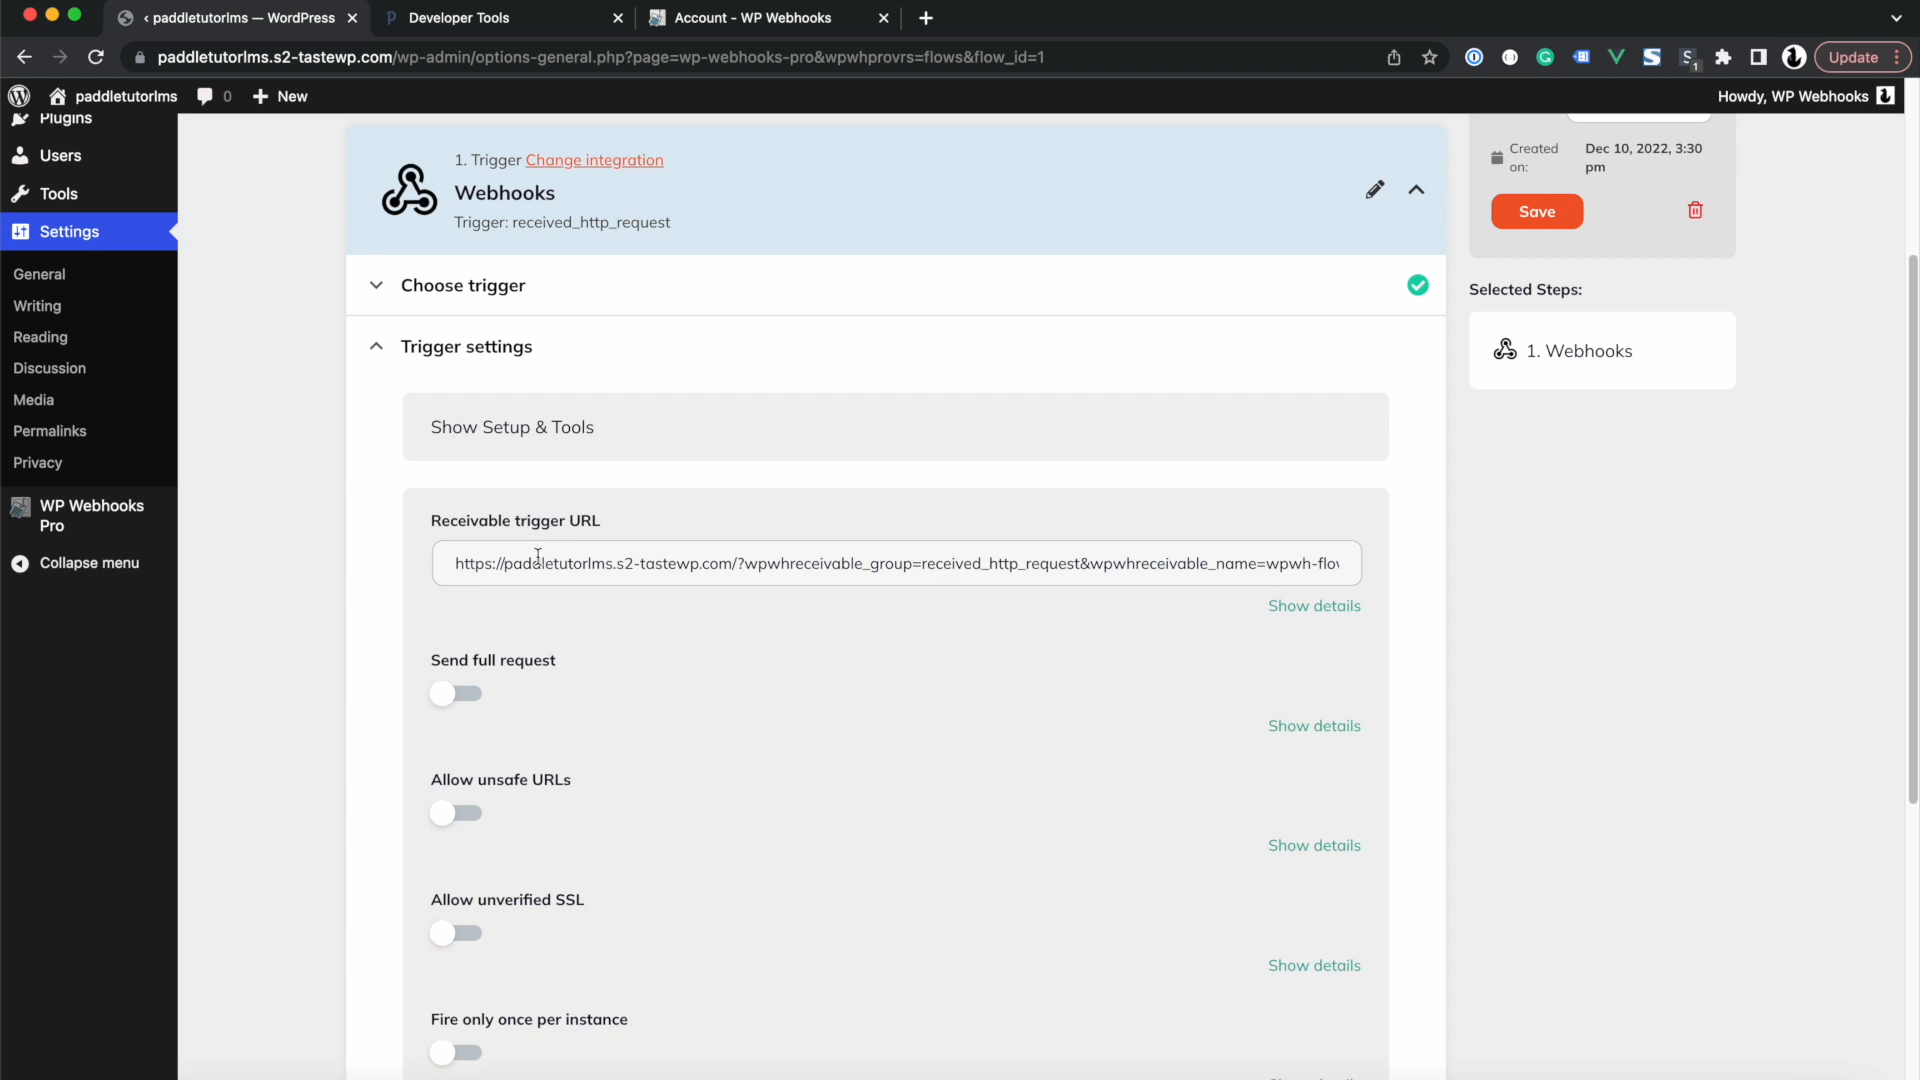 ‹ paddletutorlms — WordPress
Developer Tools
Account - WP Webhooks
paddletutorlms.s2-tastewp.com/wp-admin/options-general.php?page=wp-webhooks-pro&wpwhprovrs=flows&flow_id=1
Update
paddletutorlms
0
New
Howdy, WP Webhooks
Plugins
Users
Tools
Settings
General
Writing
Reading
Discussion
Media
Permalinks
Privacy
WP Webhooks
Pro
Collapse menu
1. Trigger Change integration
Webhooks
Trigger: received_http_request
Choose trigger
Trigger settings
Show Setup & Tools
Receivable trigger URL
https://paddletutorlms.s2-tastewp.com/?wpwhreceivable_group=received_http_request&wpwhreceivable_name=wpwh-flow
Show details
Send full request
Show details
Allow unsafe URLs
Show details
Allow unverified SSL
Show details
Fire only once per instance
Created
on:
Dec 10, 2022, 3:30
pm
Save
Selected Steps:
1. Webhooks